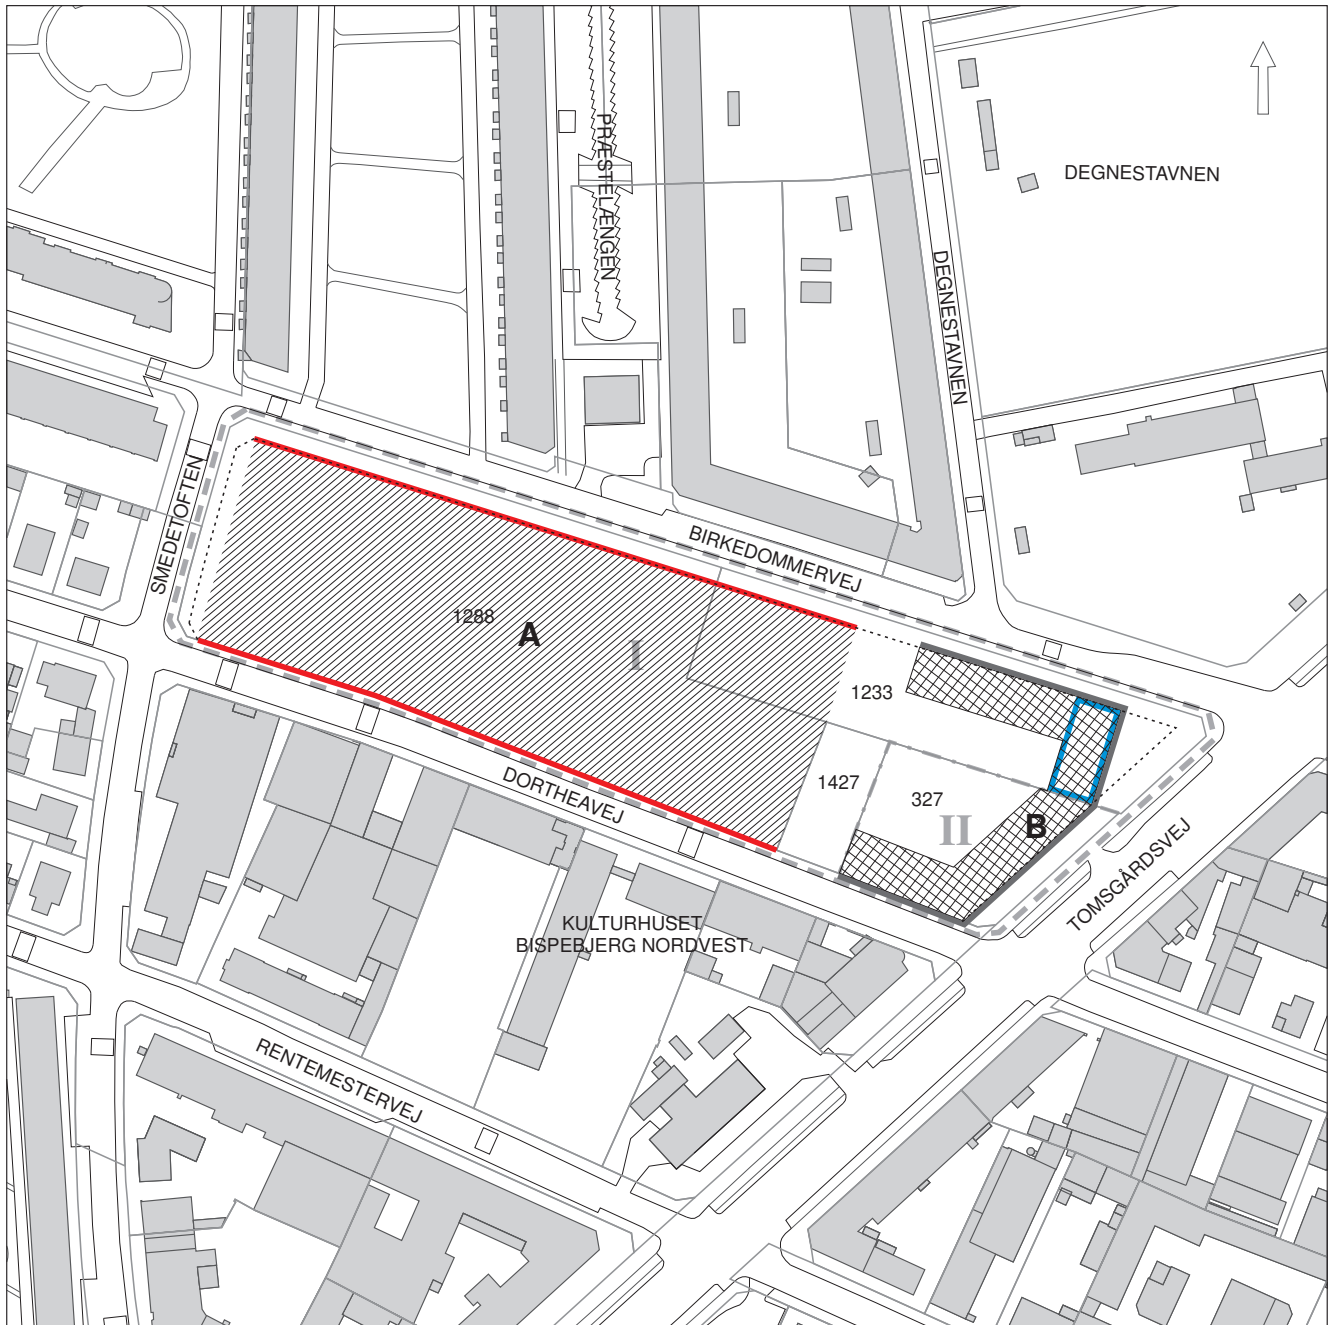 PRÆSTELÆNGEN
DEGNESTAVNEN
DEGNESTAVNEN
SMEDETOFTEN
BIRKEDOMMERVEJ
1288
A
I
1233
1427
327
II
B
DORTHEAVEJ
TOMSGÅRDSVEJ
KULTURHUSET
BISPEBJERG NORDVEST
RENTEMESTERVEJ